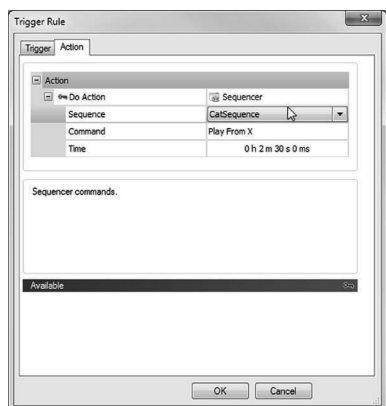 Trigger Rule
x
Trigger Action
Action
Do Action Sequencer
Sequence CatSequence
Command Play From X
Time 0 h 2 m 30 s 0 ms
Sequencer commands.
Available
OK Cancel